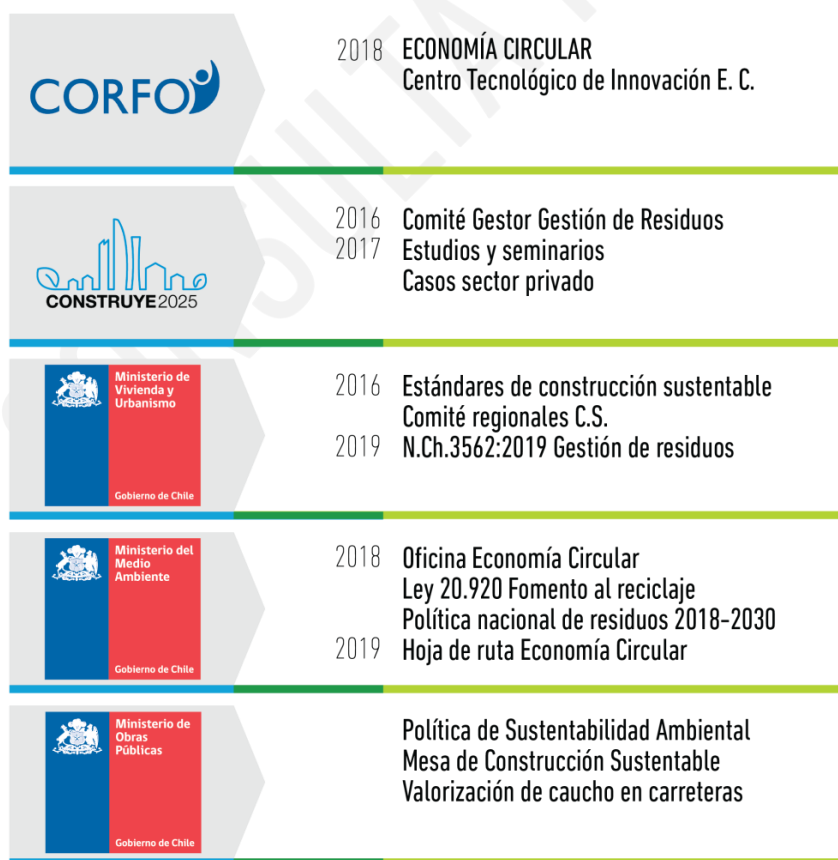 CORFO
2018 ECONOMÍA CIRCULAR
Centro Tecnológico de Innovación E. C.
CONSTRUYE2025
2016 Comité Gestor Gestión de Residuos
2017 Estudios y seminarios
Casos sector privado
Ministerio de
Vivienda y
Urbanismo
Gobierno de Chile
2016 Estándares de construcción sustentable
Comité regionales C.S.
2019 N.Ch.3562:2019 Gestión de residuos
Ministerio del
Medio
Ambiente
Gobierno de Chile
2018 Oficina Economía Circular
Ley 20.920 Fomento al reciclaje
Política nacional de residuos 2018-2030
2019 Hoja de ruta Economía Circular
Ministerio de
Obras
Públicas
Gobierno de Chile
Política de Sustentabilidad Ambiental
Mesa de Construcción Sustentable
Valorización de caucho en carreteras